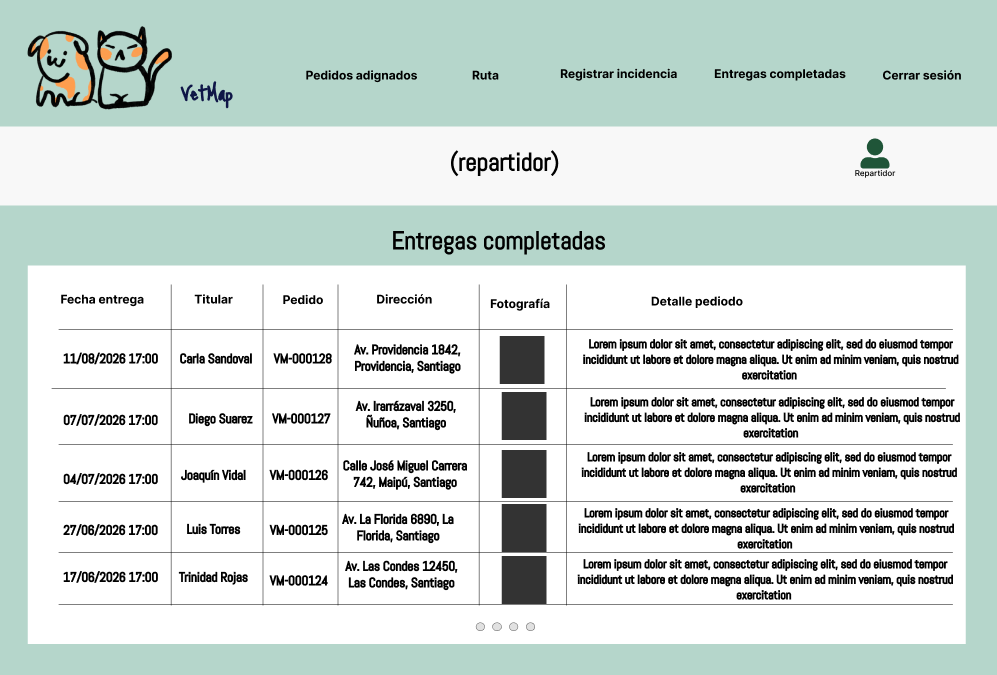 VetMap
Pedidos adignados
Ruta
Registrar incidencia
Entregas completadas
Cerrar sesión
(repartidor)
Repartidor
Entregas completadas
Fecha entrega
Titular
Pedido
Dirección
Fotografía
Detalle pediodo
11/08/2026 17:00
Carla Sandoval
VM-000128
Av. Providencia 1842,
Providencia, Santiago
Lorem ipsum dolor sit amet, consectetur adipiscing elit, sed do eiusmod tempor
incididunt ut labore et dolore magna aliqua. Ut enim ad minim veniam, quis nostrud
exercitation
07/07/2026 17:00
Diego Suarez
VM-000127
Av. Irarrázaval 3250,
Ñuñoa, Santiago
Lorem ipsum dolor sit amet, consectetur adipiscing elit, sed do eiusmod tempor
incididunt ut labore et dolore magna aliqua. Ut enim ad minim veniam, quis nostrud
exercitation
04/07/2026 17:00
Joaquín Vidal
VM-000126
Calle José Miguel Carrera
742, Maipú, Santiago
Lorem ipsum dolor sit amet, consectetur adipiscing elit, sed do eiusmod tempor
incididunt ut labore et dolore magna aliqua. Ut enim ad minim veniam, quis nostrud
exercitation
27/06/2026 17:00
Luis Torres
VM-000125
Av. La Florida 6890, La
Florida, Santiago
Lorem ipsum dolor sit amet, consectetur adipiscing elit, sed do eiusmod tempor
incididunt ut labore et dolore magna aliqua. Ut enim ad minim veniam, quis nostrud
exercitation
17/06/2026 17:00
Trinidad Rojas
VM-000124
Av. Las Condes 12450,
Las Condes, Santiago
Lorem ipsum dolor sit amet, consectetur adipiscing elit, sed do eiusmod tempor
incididunt ut labore et dolore magna aliqua. Ut enim ad minim veniam, quis nostrud
exercitation